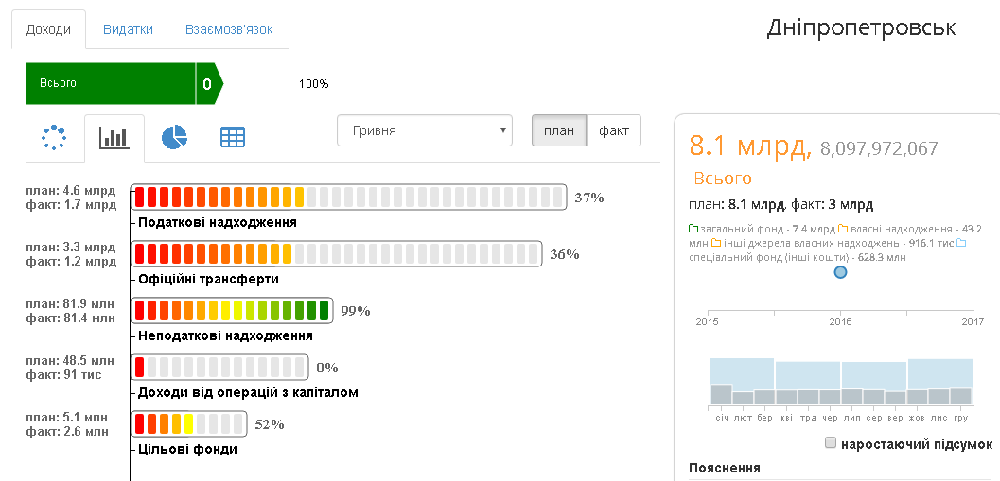 Доходи Видатки Взаємозв'язок
Дніпропетровськ
Всього 0 100%
Гривня план факт
план: 4.6 млрд
факт: 1.7 млрд
37%
Податкові надходження
план: 3.3 млрд
факт: 1.2 млрд
36%
Офіційні трансферти
план: 81.9 млн
факт: 81.4 млн
99%
Неподаткові надходження
план: 48.5 млн
факт: 91 тис
0%
Доходи від операцій з капіталом
план: 5.1 млн
факт: 2.6 млн
52%
Цільові фонди
8.1 млрд, 8,097,972,067
Всього
план: 8.1 млрд. факт: 3 млрд
загальний фонд - 7.4 млрд власні надходження - 43.2
млн інші джерела власних надходжень - 916.1 тис
спеціальний фонд (інші кошти) - 628.3 млн
2015 2016 2017
січ лют бер кві тра чер лип сер вер жов лис гру
наростаючий підсумок
Пояснення